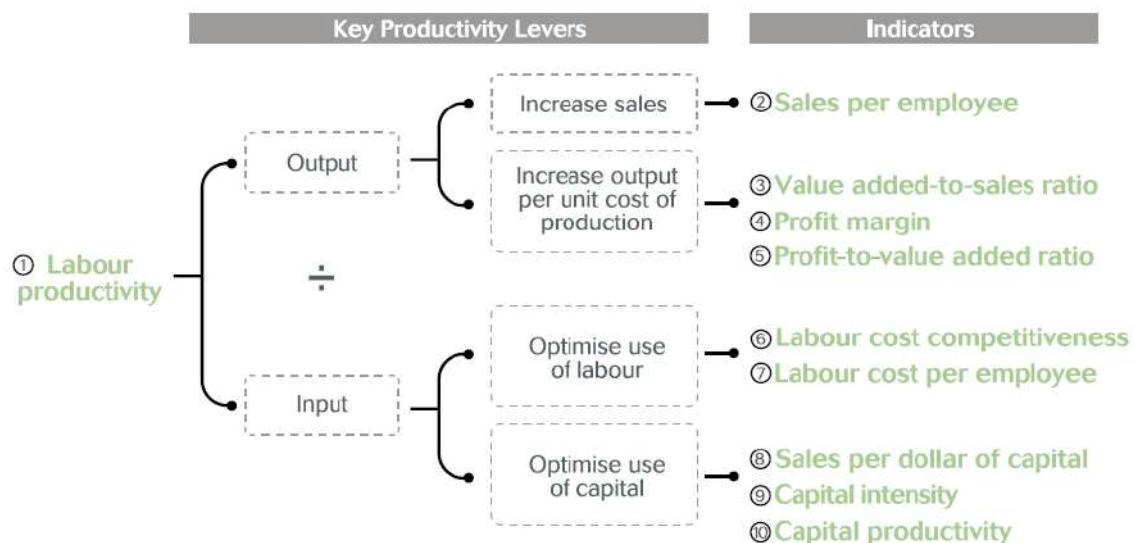 Key Productivity Levers
Indicators
① Labour
productivity
Output
÷
Input
Increase sales
Increase output
per unit cost of
production
Optimise use
of labour
Optimise use
of capital
② Sales per employee
③ Value added-to-sales ratio
④ Profit margin
⑤ Profit-to-value added ratio
⑥ Labour cost competitiveness
⑦ Labour cost per employee
⑧ Sales per dollar of capital
⑨ Capital intensity
⑩ Capital productivity